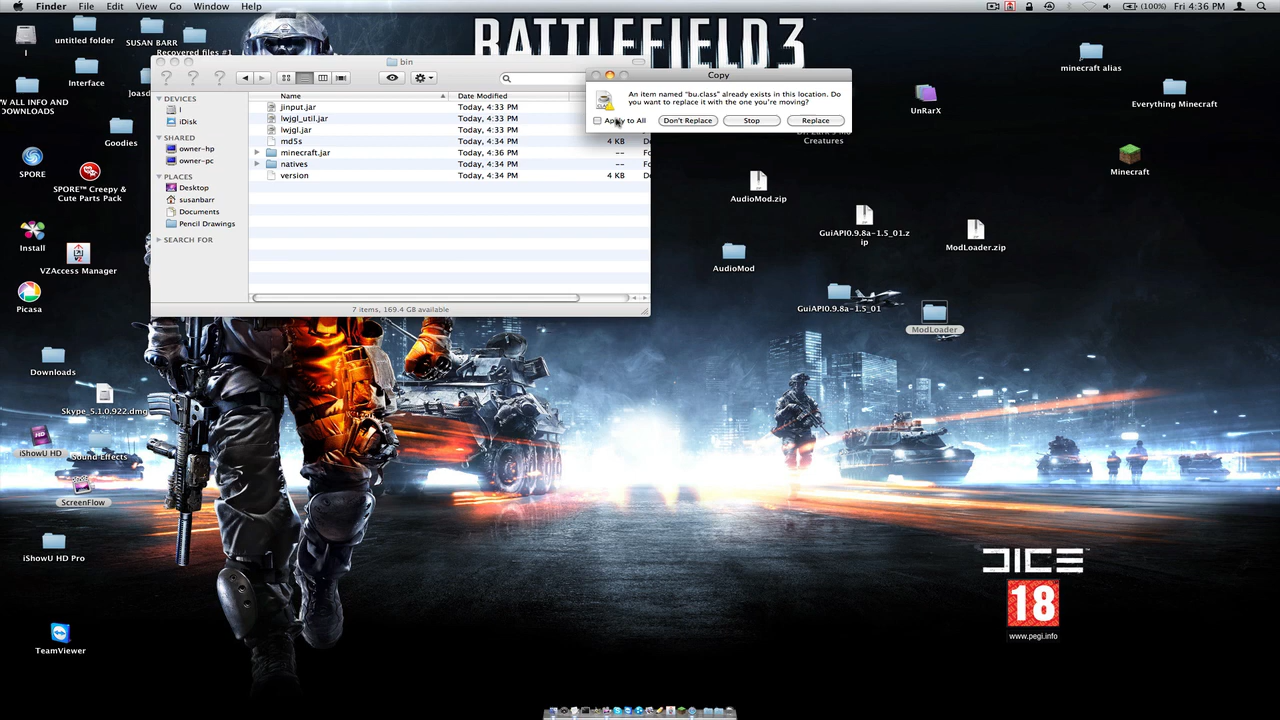 Finder File Edit View Go Window Help
(100%) Fri 4:36 PM
BATTLEFIELD 3
I
untitled folder
SUSAN BARR
Recovered files #1
Interface
W ALL INFO AND
DOWNLOADS
Goodies
SPORE
SPORE™ Creepy &
Cute Parts Pack
Install
VZAccess Manager
Picasa
Downloads
Skype_5.1.0.922.dmg
iShowU HD
Sound Effects
ScreenFlow
iShowU HD Pro
TeamViewer
bin
Name
Date Modified
DEVICES
I
iDisk
SHARED
owner-hp
owner-pc
PLACES
Desktop
susanbarr
Documents
Pencil Drawings
SEARCH FOR
jinput.jar Today, 4:33 PM
lwjgl_util.jar Today, 4:33 PM
lwjgl.jar Today, 4:33 PM
md5s Today, 4:34 PM 4 KB
minecraft.jar Today, 4:36 PM --
natives Today, 4:34 PM --
version Today, 4:34 PM 4 KB
7 items, 169.4 GB available
Copy
An item named "bu.class" already exists in this location. Do
you want to replace it with the one you're moving?
Apply to All
Don't Replace
Stop
Replace
Creatures
minecraft alias
UnRarX
Everything Minecraft
Minecraft
AudioMod.zip
GuiAPI0.9.8a-1.5_01.z
ip
ModLoader.zip
AudioMod
GuiAPI0.9.8a-1.5_01
ModLoader
DICE
18
www.pegi.info